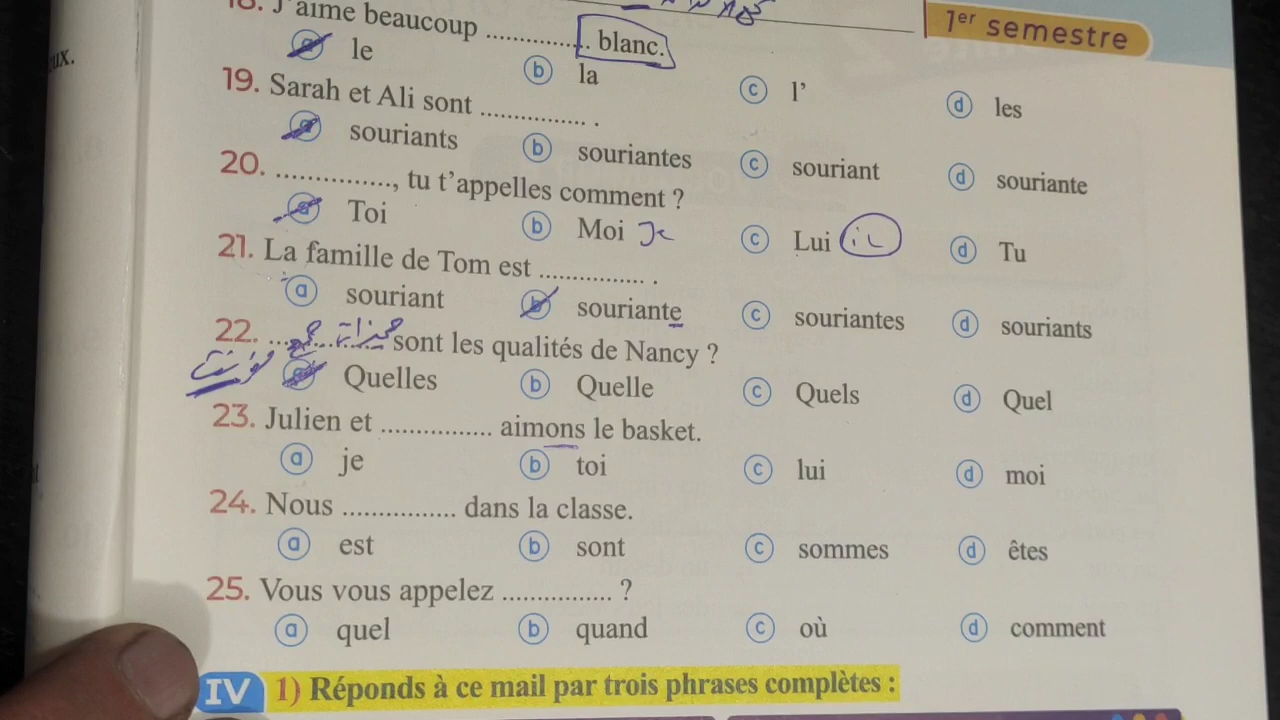 18. J'aime beaucoup ................ blanc.
1er semestre
ux.
a le b la c l' d les
19. Sarah et Ali sont ............... .
a souriants b souriantes c souriant d souriante
20. ..............., tu t'appelles comment ?
a Toi b Moi Je c Lui il d Tu
21. La famille de Tom est ............... .
a souriant b souriante c souriantes d souriants
22. ............... sont les qualités de Nancy ?
a Quelles b Quelle c Quels d Quel
23. Julien et ............... aimons le basket.
a je b toi c lui d moi
24. Nous ............... dans la classe.
a est b sont c sommes d êtes
25. Vous vous appelez ............... ?
a quel b quand c où d comment
IV 1) Réponds à ce mail par trois phrases complètes :